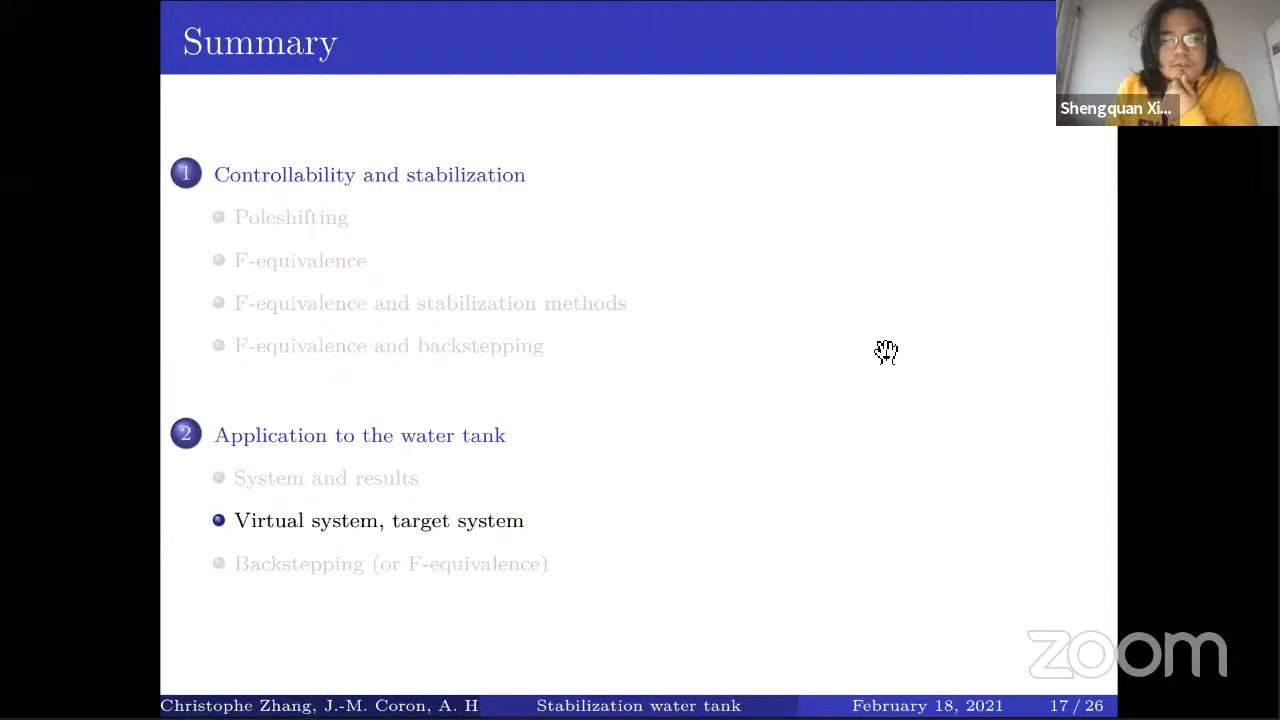 Summary
Shengquan Xi...
1 Controllability and stabilization
Poleshifting
F-equivalence
F-equivalence and stabilization methods
F-equivalence and backstepping
2 Application to the water tank
System and results
Virtual system, target system
Backstepping (or F-equivalence)
zoom
Christophe Zhang, J.-M. Coron, A. H
Stabilization water tank
February 18, 2021
17 / 26